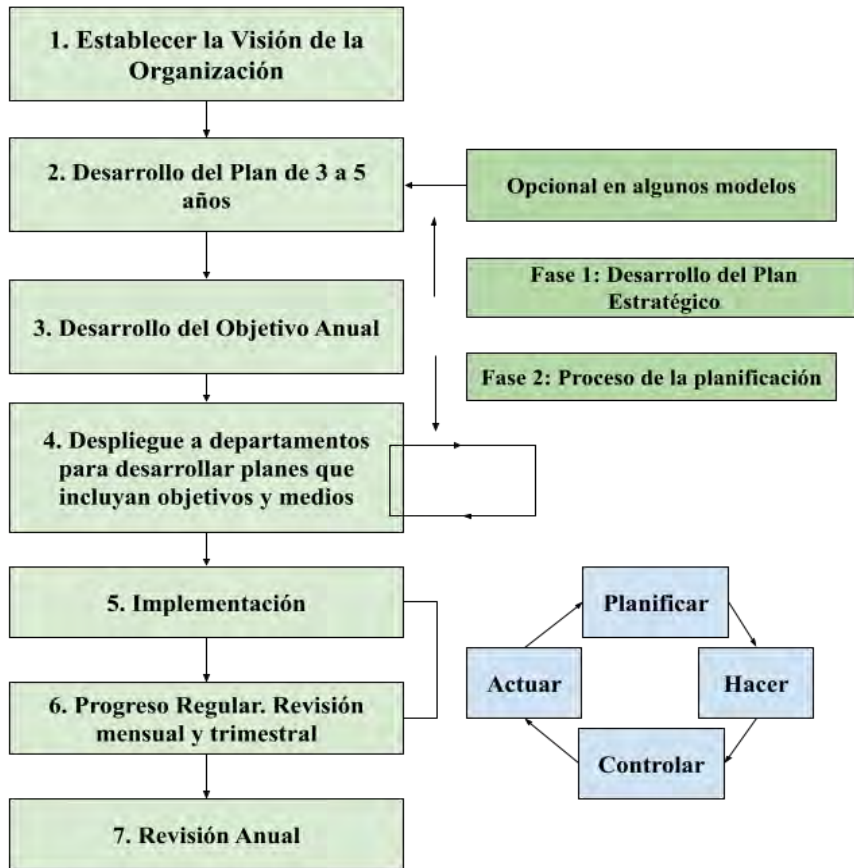 1. Establecer la Visión de la
Organización
2. Desarrollo del Plan de 3 a 5
años
Opcional en algunos modelos
Fase 1: Desarrollo del Plan
Estratégico
3. Desarrollo del Objetivo Anual
Fase 2: Proceso de la planificación
4. Despliegue a departamentos
para desarrollar planes que
incluyan objetivos y medios
5. Implementación
6. Progreso Regular. Revisión
mensual y trimestral
7. Revisión Anual
Planificar
Actuar
Hacer
Controlar